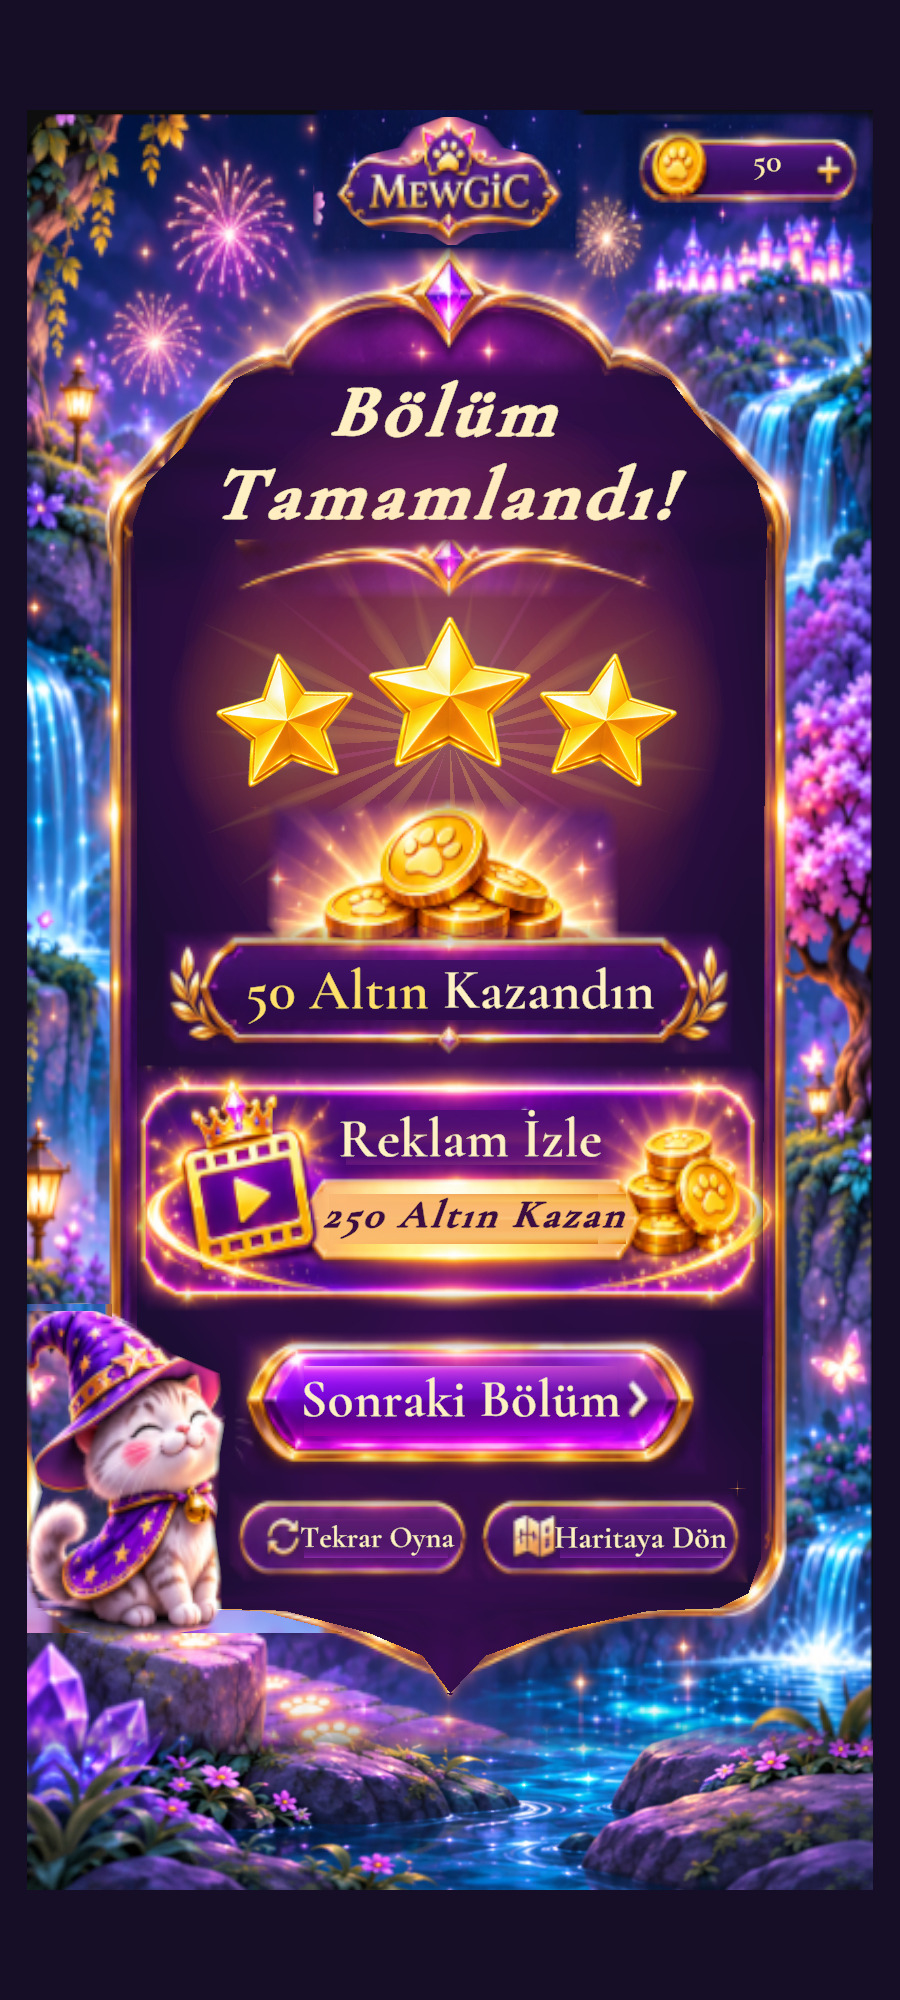 MEWGIC
50 +
Bölüm
Tamamlandı!
50 Altın Kazandın
Reklam İzle
250 Altın Kazan
Sonraki Bölüm
Tekrar Oyna
Haritaya Dön